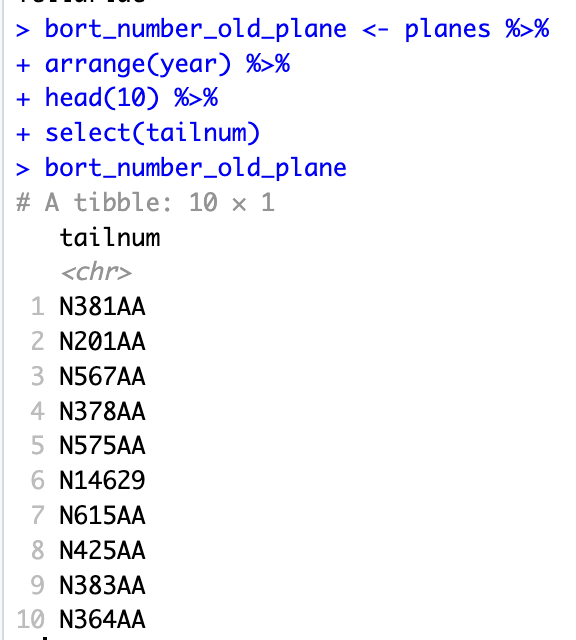 > bort_number_old_plane <- planes %>%
+ arrange(year) %>%
+ head(10) %>%
+ select(tailnum)
> bort_number_old_plane
# A tibble: 10 × 1
tailnum
<chr>
1 N381AA
2 N201AA
3 N567AA
4 N378AA
5 N575AA
6 N14629
7 N615AA
8 N425AA
9 N383AA
10 N364AA